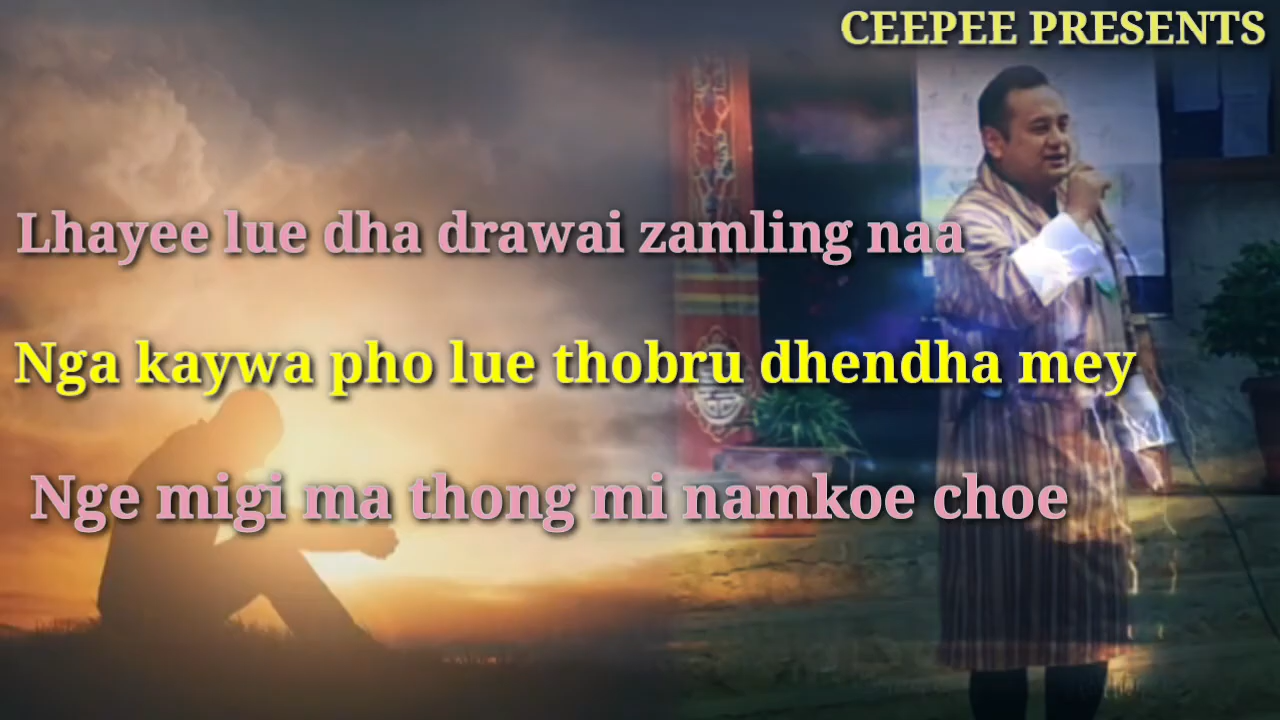 CEEPEE PRESENTS
Lhayee lue dha drawai zamling naa
Nga kaywa pho lue thobru dhendha mey
Nge migi ma thong mi namkoe choe